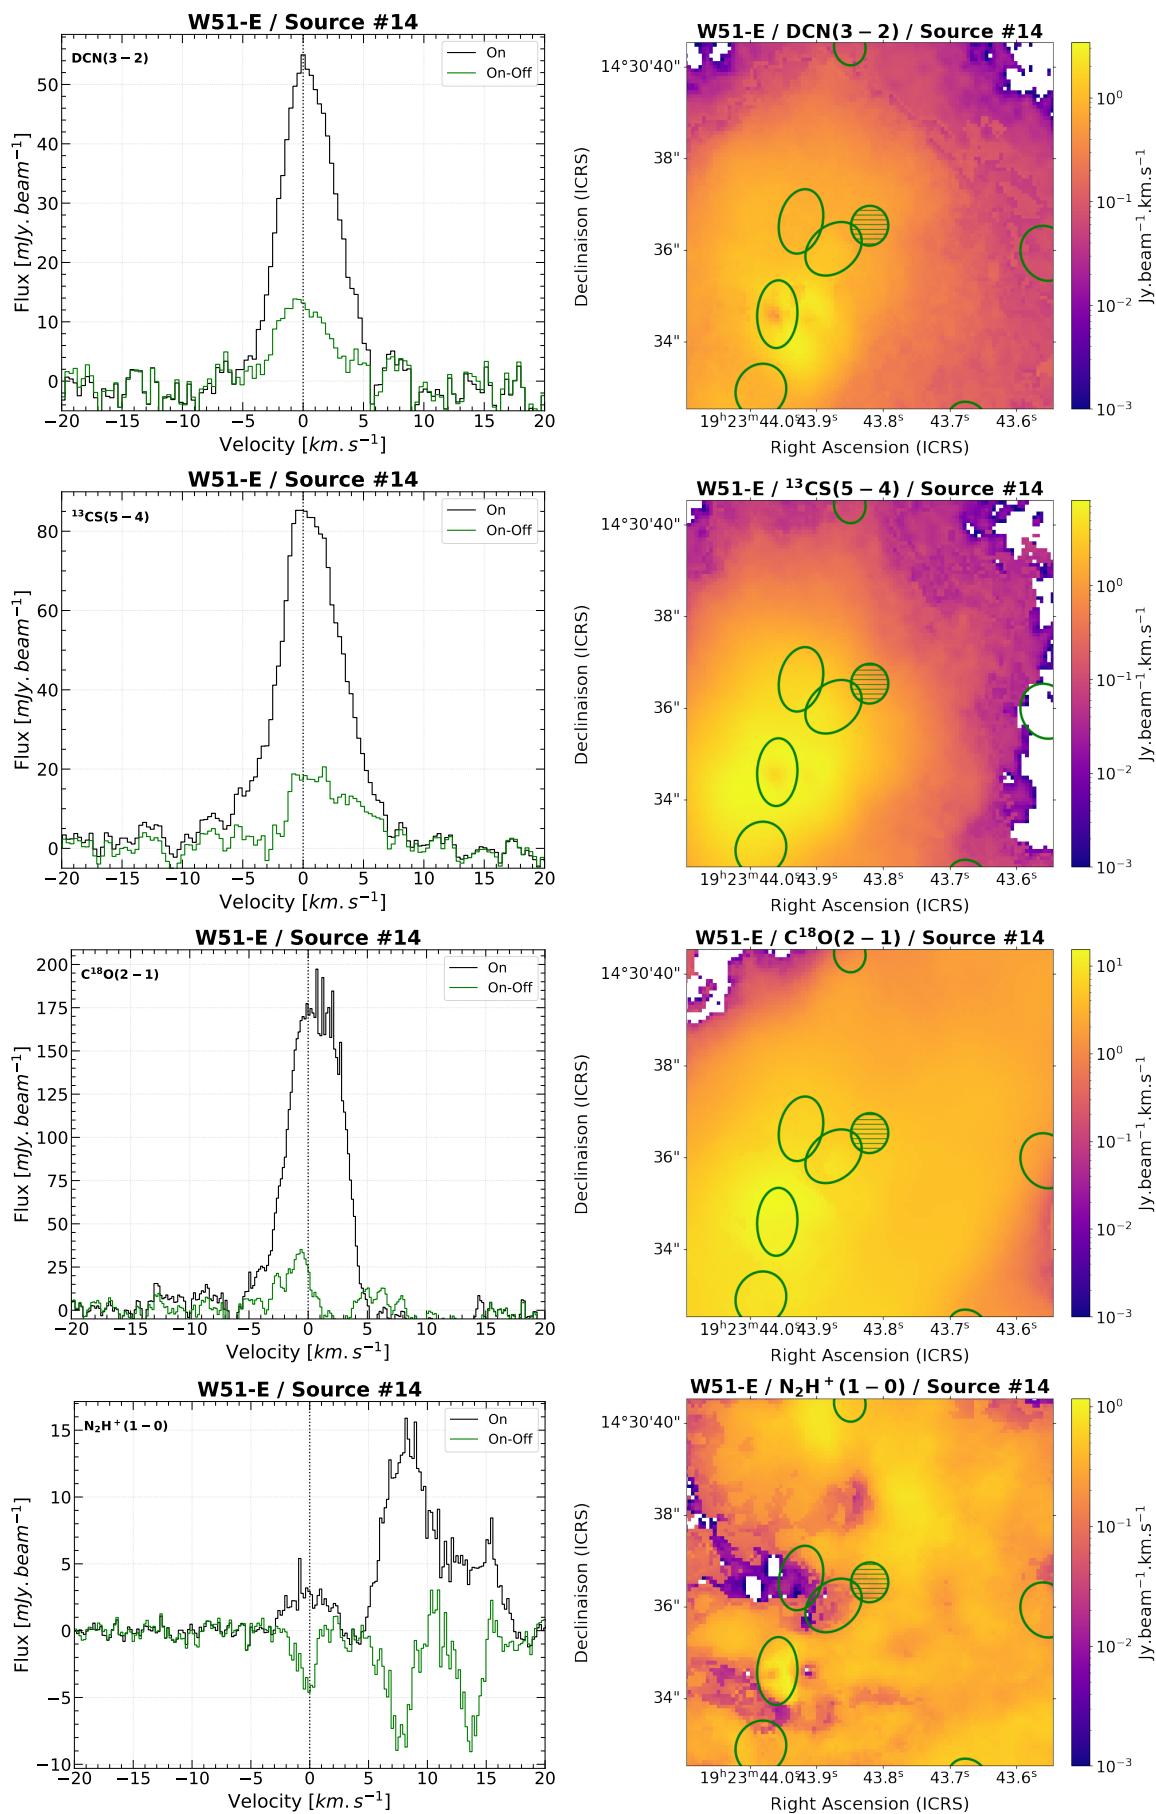 W51-E / Source #14
DCN(3−2)
On
On-Off
Flux [mJy.beam⁻¹]
50
40
30
20
10
0
−20 −15 −10 −5 0 5 10 15 20
Velocity [km.s⁻¹]
W51-E / DCN(3−2) / Source #14
Declinaison (ICRS)
14°30'40"
38"
36"
34"
19ʰ23ᵐ44.0ˢ 43.9ˢ 43.8ˢ 43.7ˢ 43.6ˢ
Right Ascension (ICRS)
10⁰
10⁻¹
10⁻²
10⁻³
Jy.beam⁻¹.km.s⁻¹
W51-E / Source #14
¹³CS(5−4)
On
On-Off
Flux [mJy.beam⁻¹]
80
60
40
20
0
−20 −15 −10 −5 0 5 10 15 20
Velocity [km.s⁻¹]
W51-E / ¹³CS(5−4) / Source #14
Declinaison (ICRS)
14°30'40"
38"
36"
34"
19ʰ23ᵐ44.0ˢ 43.9ˢ 43.8ˢ 43.7ˢ 43.6ˢ
Right Ascension (ICRS)
10⁰
10⁻¹
10⁻²
10⁻³
Jy.beam⁻¹.km.s⁻¹
W51-E / Source #14
C¹⁸O(2−1)
On
On-Off
Flux [mJy.beam⁻¹]
200
175
150
125
100
75
50
25
0
−20 −15 −10 −5 0 5 10 15 20
Velocity [km.s⁻¹]
W51-E / C¹⁸O(2−1) / Source #14
Declinaison (ICRS)
14°30'40"
38"
36"
34"
19ʰ23ᵐ44.0ˢ 43.9ˢ 43.8ˢ 43.7ˢ 43.6ˢ
Right Ascension (ICRS)
10¹
10⁰
10⁻¹
10⁻²
10⁻³
Jy.beam⁻¹.km.s⁻¹
W51-E / Source #14
N₂H⁺(1−0)
On
On-Off
Flux [mJy.beam⁻¹]
15
10
5
0
−5
−10
−20 −15 −10 −5 0 5 10 15 20
Velocity [km.s⁻¹]
W51-E / N₂H⁺(1−0) / Source #14
Declinaison (ICRS)
14°30'40"
38"
36"
34"
19ʰ23ᵐ44.0ˢ 43.9ˢ 43.8ˢ 43.7ˢ 43.6ˢ
Right Ascension (ICRS)
10⁰
10⁻¹
10⁻²
10⁻³
Jy.beam⁻¹.km.s⁻¹